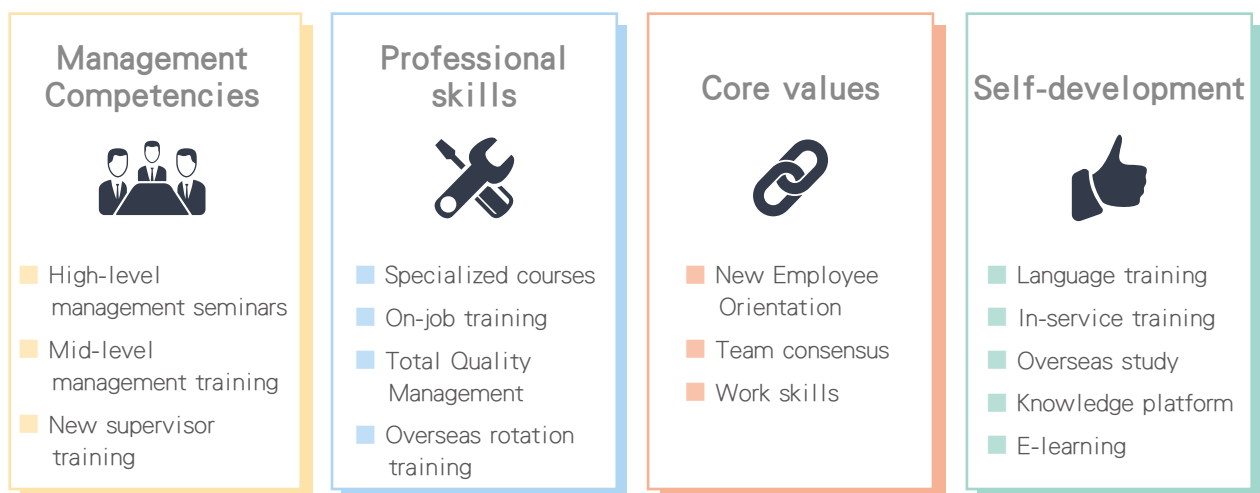 Management
Competencies
High-level
management seminars
Mid-level
management training
New supervisor
training
Professional
skills
Specialized courses
On-job training
Total Quality
Management
Overseas rotation
training
Core values
New Employee
Orientation
Team consensus
Work skills
Self-development
Language training
In-service training
Overseas study
Knowledge platform
E-learning